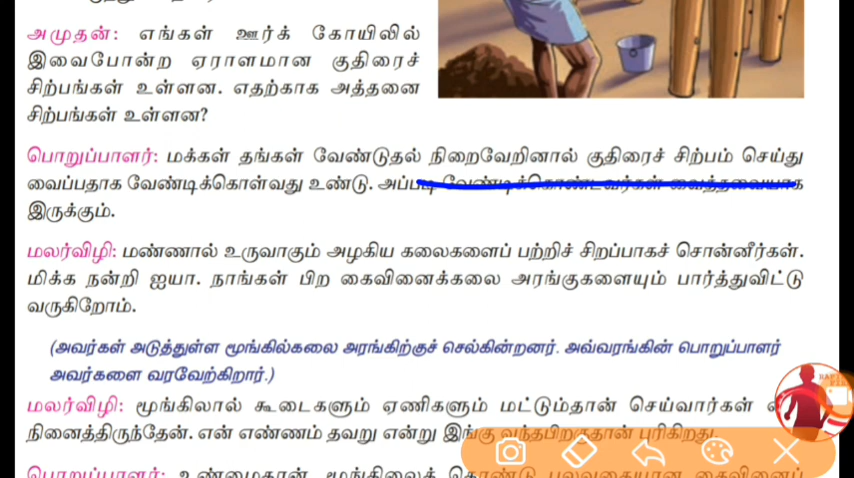 அமுதன்: எங்கள் ஊர்க் கோயிலில்
இவைபோன்ற ஏராளமான குதிரைச்
சிற்பங்கள் உள்ளன. எதற்காக அத்தனை
சிற்பங்கள் உள்ளன?
பொறுப்பாளர்: மக்கள் தங்கள் வேண்டுதல் நிறைவேறினால் குதிரைச் சிற்பம் செய்து
வைப்பதாக வேண்டிக்கொள்வது உண்டு. அப்படி வேண்டிக்கொண்டவர்கள் வைத்தவையாக
இருக்கும்.
மலர்விழி: மண்ணால் உருவாகும் அழகிய கலைகளைப் பற்றிச் சிறப்பாகச் சொன்னீர்கள்.
மிக்க நன்றி ஐயா. நாங்கள் பிற கைவினைக்கலை அரங்குகளையும் பார்த்துவிட்டு
வருகிறோம்.
(அவர்கள் அடுத்துள்ள மூங்கில்கலை அரங்கிற்குச் செல்கின்றனர். அவ்வரங்கின் பொறுப்பாளர்
அவர்களை வரவேற்கிறார்.)
மலர்விழி: மூங்கிலால் கூடைகளும் ஏணிகளும் மட்டும்தான் செய்வார்கள்
நினைத்திருந்தேன். என் எண்ணம் தவறு என்று இங்கு வந்தபிறகுதான் புரிகிறது.
பொறுப்பாளர்: உண்மைதான். மூங்கிலைக் கொண்டு பலவகையான கைவினைப்